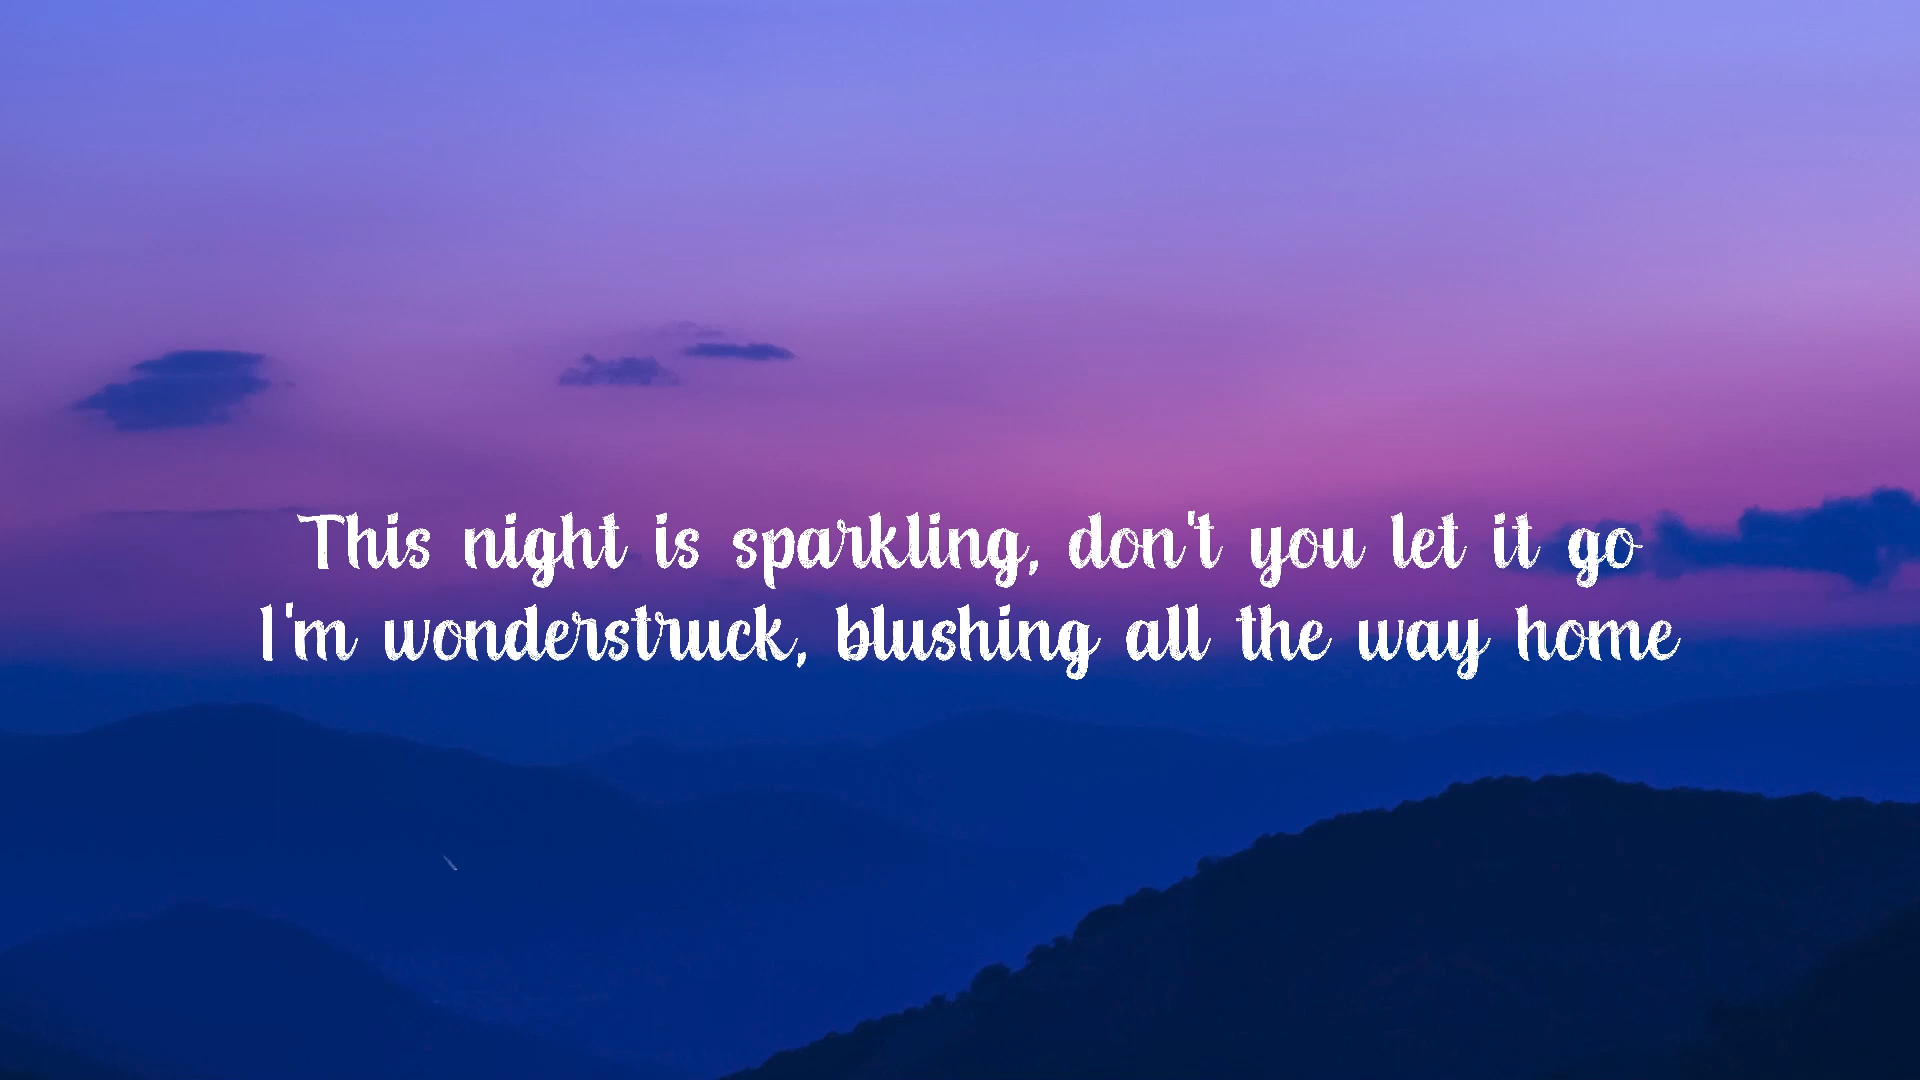 This night is sparkling, don't you let it go
I'm wonderstruck, blushing all the way home